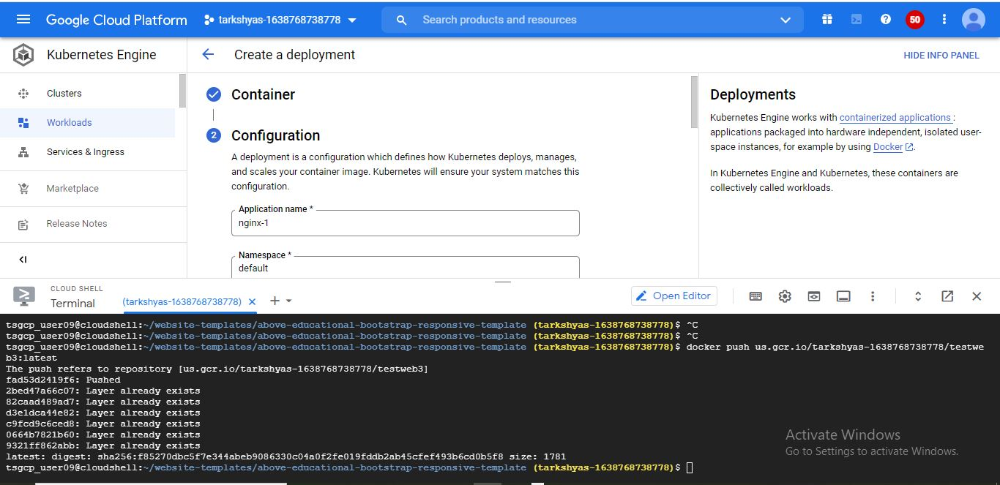 Google Cloud Platform
tarkshyas-1638768738778
Search products and resources
50
Kubernetes Engine
Create a deployment
HIDE INFO PANEL
Clusters
Workloads
Services & Ingress
Marketplace
Release Notes
Container
2
Configuration
A deployment is a configuration which defines how Kubernetes deploys, manages,
and scales your container image. Kubernetes will ensure your system matches this
configuration.
Application name *
nginx-1
Namespace *
default
Deployments
Kubernetes Engine works with containerized applications :
applications packaged into hardware independent, isolated user-
space instances, for example by using Docker.
In Kubernetes Engine and Kubernetes, these containers are
collectively called workloads.
CLOUD SHELL
Terminal
(tarkshyas-1638768738778)
Open Editor
tsgcp_user09@cloudshell:~/website-templates/above-educational-bootstrap-responsive-template (tarkshyas-1638768738778)$ ^C
tsgcp_user09@cloudshell:~/website-templates/above-educational-bootstrap-responsive-template (tarkshyas-1638768738778)$ ^C
tsgcp_user09@cloudshell:~/website-templates/above-educational-bootstrap-responsive-template (tarkshyas-1638768738778)$ docker push us.gcr.io/tarkshyas-1638768738778/testwe
b3:latest
The push refers to repository [us.gcr.io/tarkshyas-1638768738778/testweb3]
fad53d2419f6: Pushed
2bed47a66c07: Layer already exists
82caad489ad7: Layer already exists
d3e1dca44e82: Layer already exists
c9fcd9c6ced8: Layer already exists
0664b7821b60: Layer already exists
9321ff862abb: Layer already exists
latest: digest: sha256:f85270dbc5f7e344abeb9086330c04a0f2fe019fddb2ab45cfef493b6cd0b5f8 size: 1781
tsgcp_user09@cloudshell:~/website-templates/above-educational-bootstrap-responsive-template (tarkshyas-1638768738778)$
Activate Windows
Go to Settings to activate Windows.